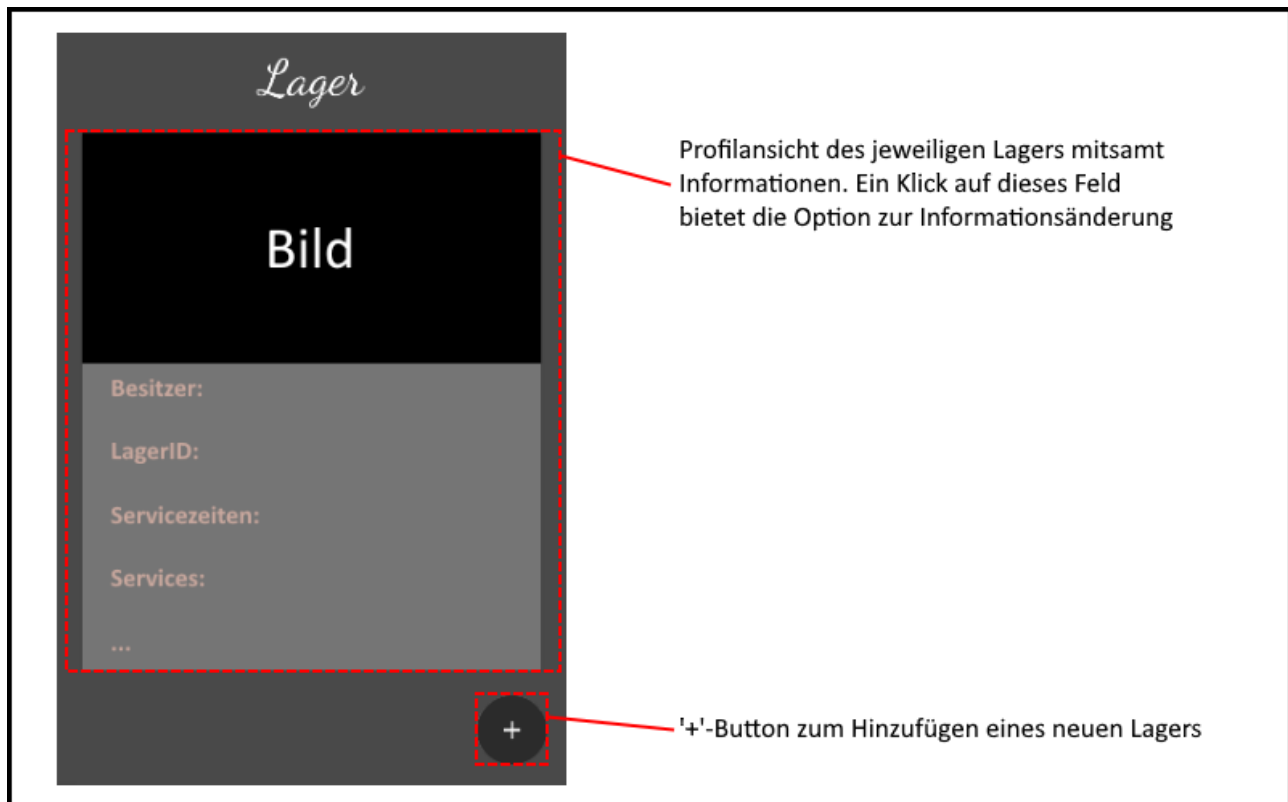 Lager
Bild
Besitzer:
LagerID:
Servicezeiten:
Services:
...
+
Profilansicht des jeweiligen Lagers mitsamt
Informationen. Ein Klick auf dieses Feld
bietet die Option zur Informationsänderung
'+'-Button zum Hinzufügen eines neuen Lagers